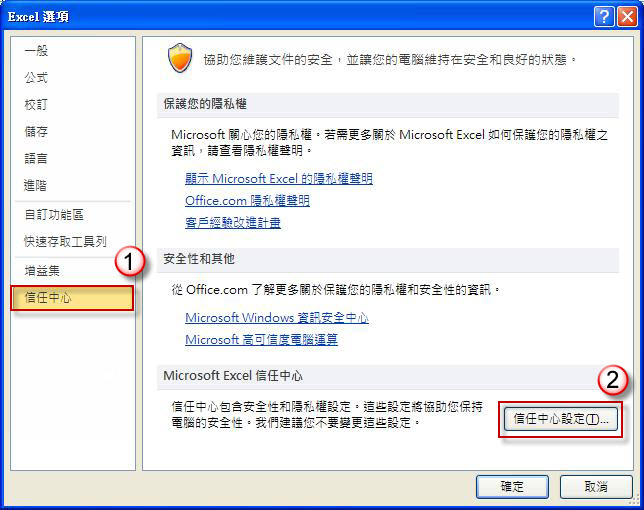 Excel 選項
一般
公式
校訂
儲存
語言
進階
自訂功能區
快速存取工具列
增益集
信任中心
1
協助您維護文件的安全，並讓您的電腦維持在安全和良好的狀態。
保護您的隱私權
Microsoft 關心您的隱私權。若需更多關於 Microsoft Excel 如何保護您的隱私權之
資訊，請查看隱私權聲明。
顯示 Microsoft Excel 的隱私權聲明
Office.com 隱私權聲明
客戶經驗改進計畫
安全性和其他
從 Office.com 了解更多關於保護您的隱私權和安全性的資訊。
Microsoft Windows 資訊安全中心
Microsoft 高可信度電腦運算
Microsoft Excel 信任中心
2
信任中心包含安全性和隱私權設定。這些設定將協助您保持
電腦的安全性。我們建議您不要變更這些設定。
信任中心設定(T)...
確定
取消